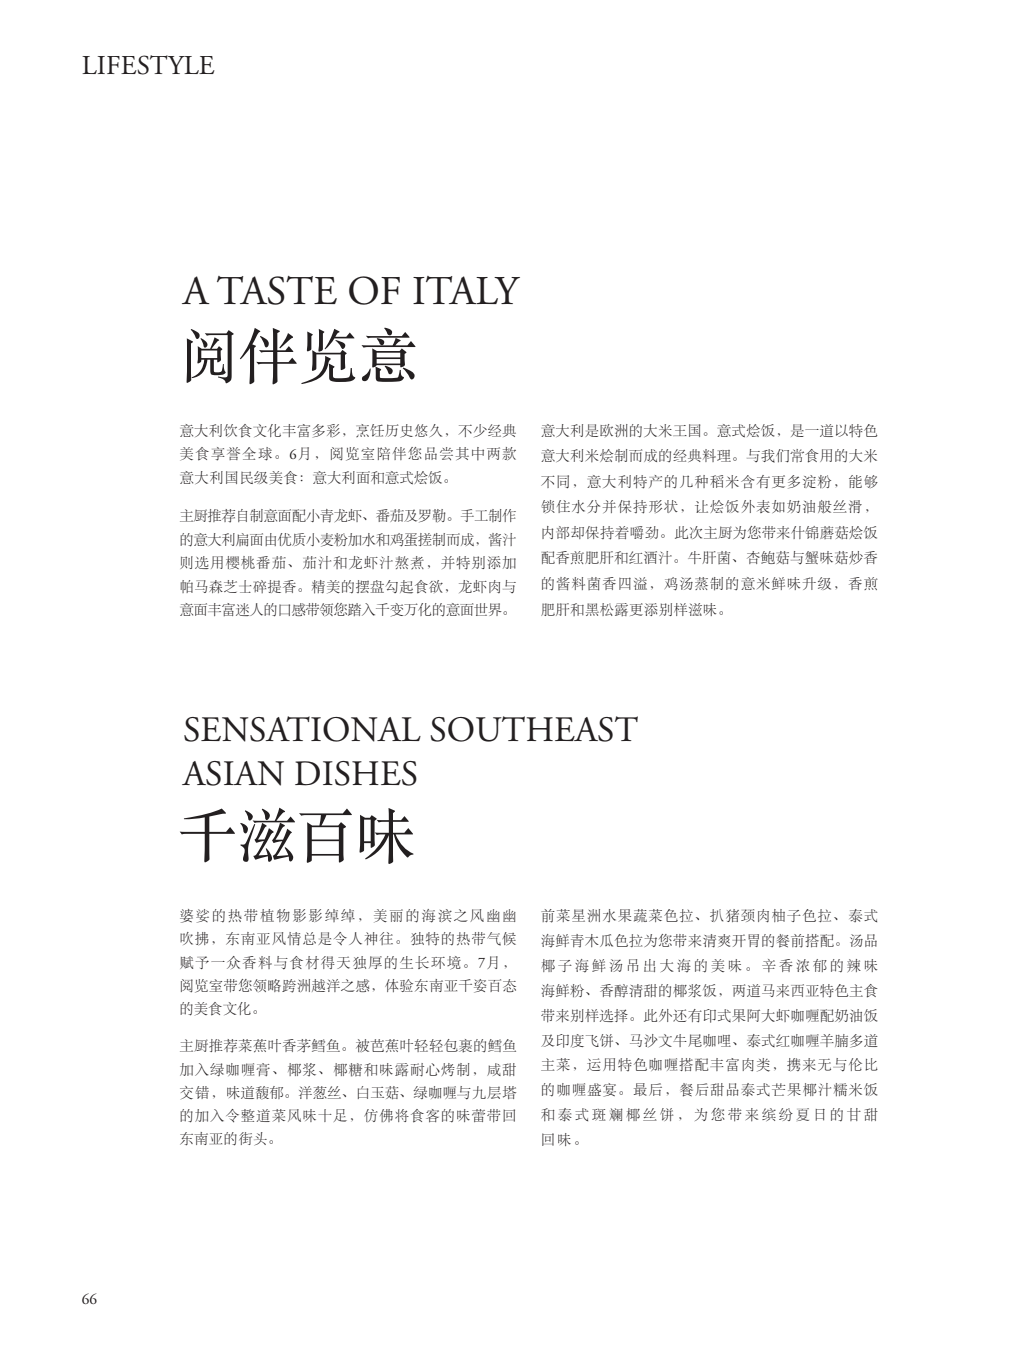 LIFESTYLE
A TASTE OF ITALY
阅伴览意
意大利饮食文化丰富多彩，烹饪历史悠久，不少经典
美食享誉全球。6月，阅览室陪伴您品尝其中两款
意大利国民级美食：意大利面和意式烩饭。
主厨推荐自制意面配小青龙虾、番茄及罗勒。手工制作
的意大利扁面由优质小麦粉加水和鸡蛋搓制而成，酱汁
则选用樱桃番茄、茄汁和龙虾汁熬煮，并特别添加
帕马森芝士碎提香。精美的摆盘勾起食欲，龙虾肉与
意面丰富迷人的口感带领您踏入千变万化的意面世界。
意大利是欧洲的大米王国。意式烩饭，是一道以特色
意大利米烩制而成的经典料理。与我们常食用的大米
不同，意大利特产的几种稻米含有更多淀粉，能够
锁住水分并保持形状，让烩饭外表如奶油般丝滑，
内部却保持着嚼劲。此次主厨为您带来什锦蘑菇烩饭
配香煎肥肝和红酒汁。牛肝菌、杏鲍菇与蟹味菇炒香
的酱料菌香四溢，鸡汤蒸制的意米鲜味升级，香煎
肥肝和黑松露更添别样滋味。
SENSATIONAL SOUTHEAST
ASIAN DISHES
千滋百味
婆娑的热带植物影影绰绰，美丽的海滨之风幽幽
吹拂，东南亚风情总是令人神往。独特的热带气候
赋予一众香料与食材得天独厚的生长环境。7月，
阅览室带您领略跨洲越洋之感，体验东南亚千姿百态
的美食文化。
主厨推荐菜蕉叶香茅鳕鱼。被芭蕉叶轻轻包裹的鳕鱼
加入绿咖喱膏、椰浆、椰糖和味露耐心烤制，咸甜
交错，味道馥郁。洋葱丝、白玉菇、绿咖喱与九层塔
的加入令整道菜风味十足，仿佛将食客的味蕾带回
东南亚的街头。
前菜星洲水果蔬菜色拉、扒猪颈肉柚子色拉、泰式
海鲜青木瓜色拉为您带来清爽开胃的餐前搭配。汤品
椰子海鲜汤吊出大海的美味。辛香浓郁的辣味
海鲜粉、香醇清甜的椰浆饭，两道马来西亚特色主食
带来别样选择。此外还有印式果阿大虾咖喱配奶油饭
及印度飞饼、马沙文牛尾咖哩、泰式红咖喱羊腩多道
主菜，运用特色咖喱搭配丰富肉类，携来无与伦比
的咖喱盛宴。最后，餐后甜品泰式芒果椰汁糯米饭
和泰式斑斓椰丝饼，为您带来缤纷夏日的甘甜
回味。
66